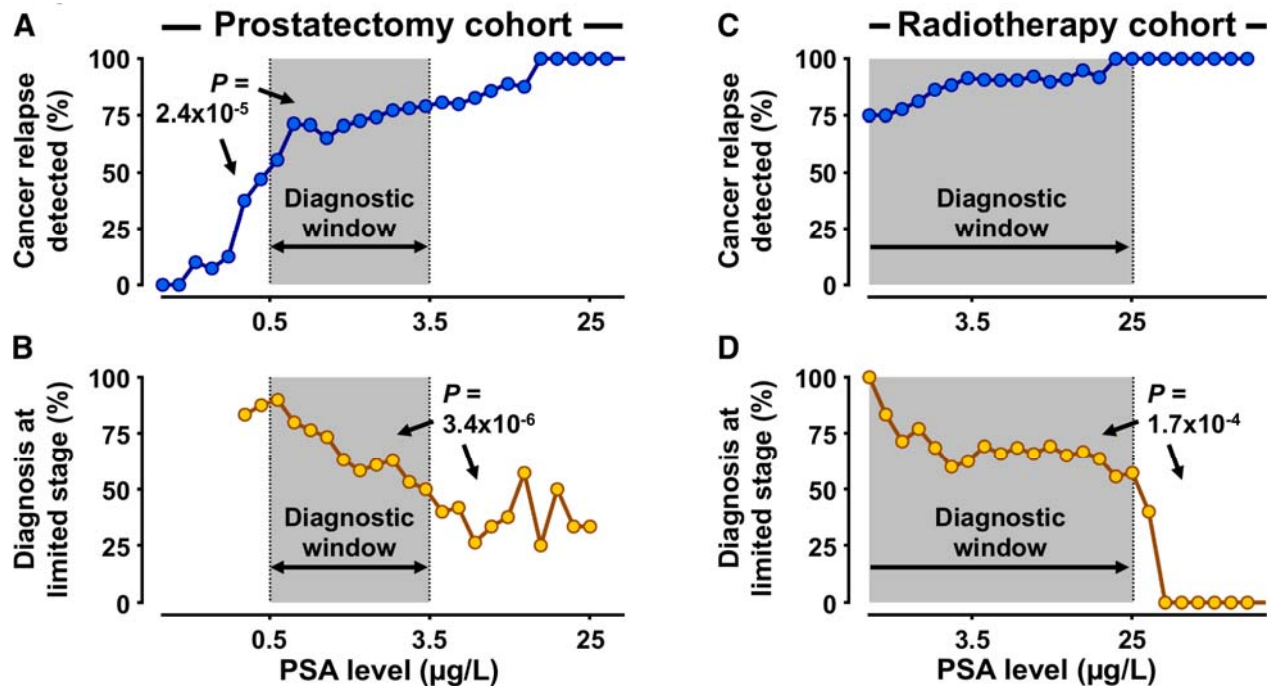 A
Prostatectomy cohort
Cancer relapse
detected (%)
100
75
50
25
0
P =
2.4x10-5
Diagnostic
window
0.5
3.5
25
B
Diagnosis at
limited stage (%)
100
75
50
25
0
P =
3.4x10-6
Diagnostic
window
0.5
3.5
25
PSA level (µg/L)
C
Radiotherapy cohort
Cancer relapse
detected (%)
100
75
50
25
0
Diagnostic
window
3.5
25
D
Diagnosis at
limited stage (%)
100
75
50
25
0
P =
1.7x10-4
Diagnostic
window
3.5
25
PSA level (µg/L)